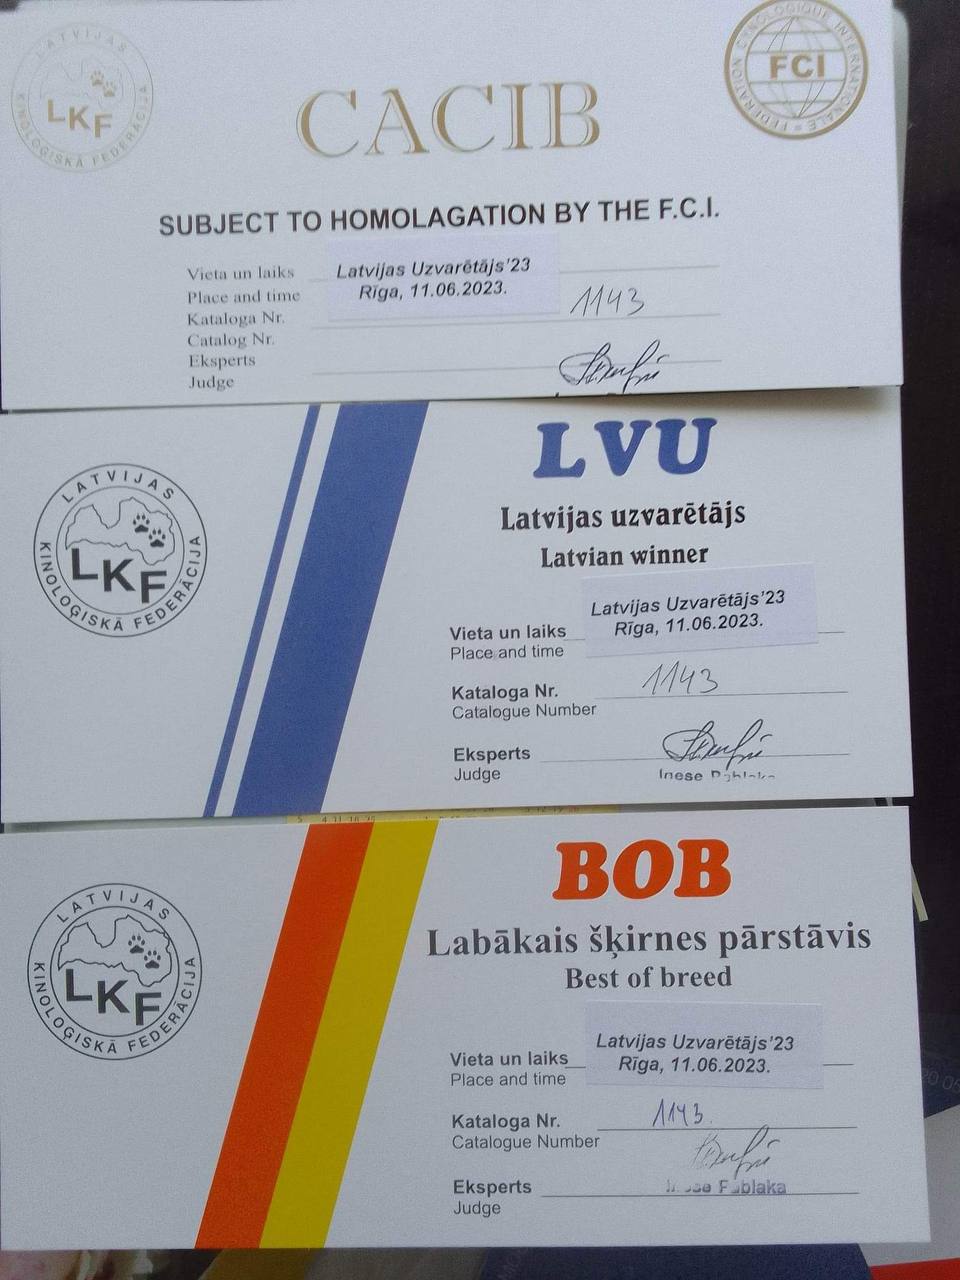 LATVIJAS
LKF
KINOLOĢISKĀ FEDERĀCIJA
FEDERATION CYNOLOGIQUE INTERNATIONALE
FCI
CACIB
SUBJECT TO HOMOLAGATION BY THE F.C.I.
Vieta un laiks
Latvijas Uzvarētājs'23
Place and time
Rīga, 11.06.2023.
Kataloga Nr.
1143
Catalog Nr.
Eksperts
Judge
LVU
LATVIJAS
LKF
KINOLOĢISKĀ FEDERĀCIJA
Latvijas uzvarētājs
Latvian winner
Latvijas Uzvarētājs'23
Vieta un laiks
Rīga, 11.06.2023.
Place and time
Kataloga Nr.
1143
Catalogue Number
Eksperts
Judge
Inese
BOB
LATVIJAS
LKF
KINOLOĢISKĀ FEDERĀCIJA
Labākais šķirnes pārstāvis
Best of breed
Latvijas Uzvarētājs'23
Vieta un laiks
Rīga, 11.06.2023.
Place and time
Kataloga Nr.
1143
Catalogue Number
Eksperts
Judge